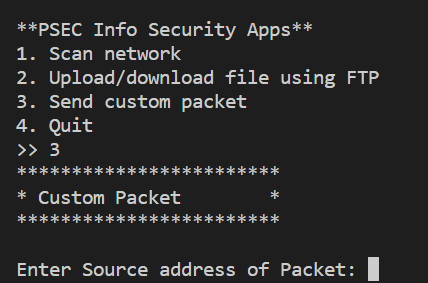 **PSEC Info Security Apps**
1. Scan network
2. Upload/download file using FTP
3. Send custom packet
4. Quit
>> 3
************************
* Custom Packet        *
************************
Enter Source address of Packet: